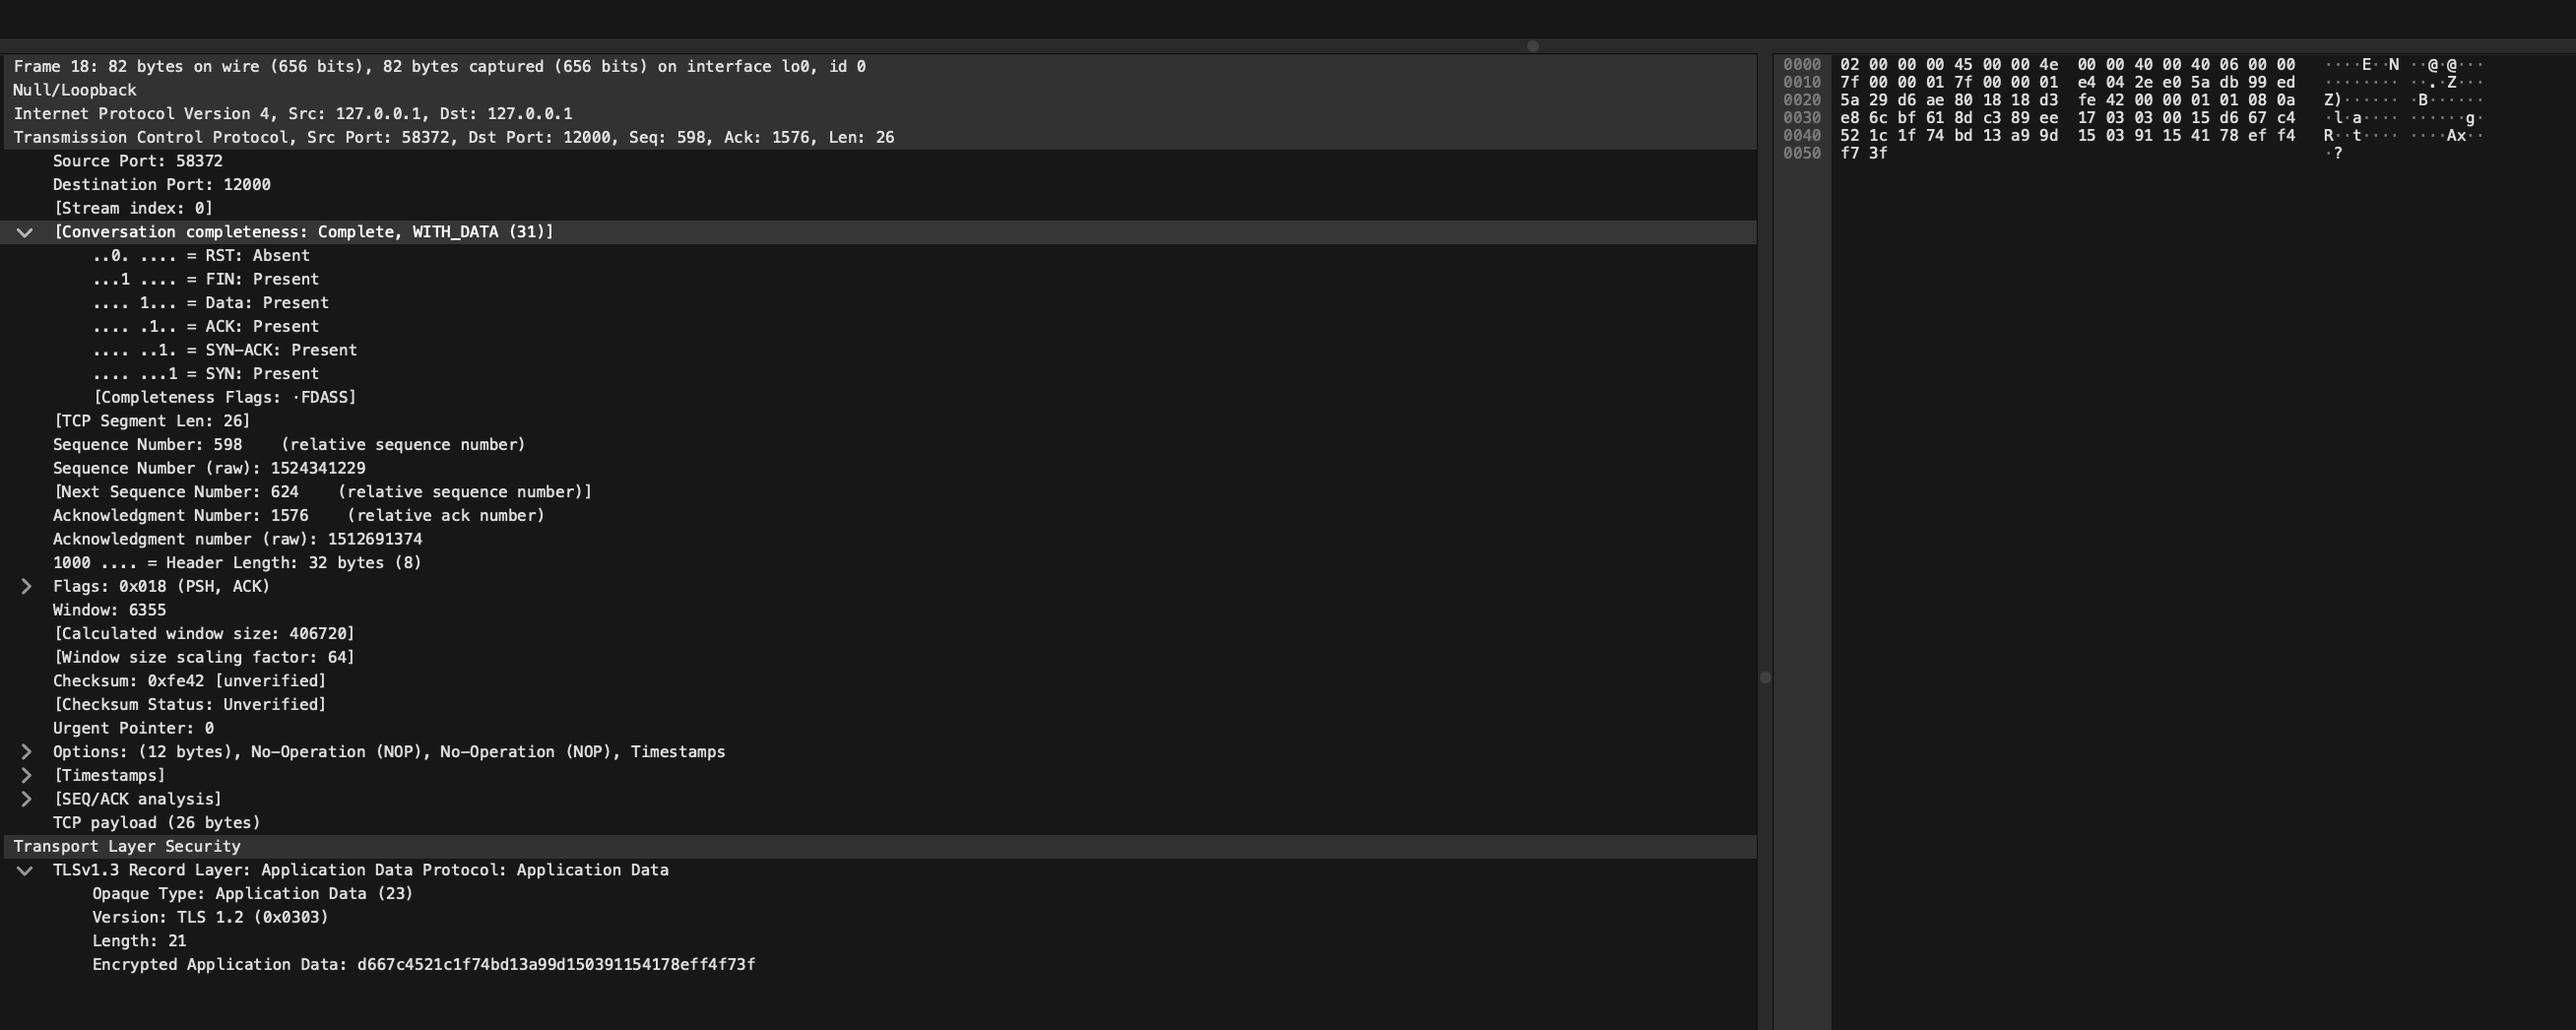 Frame 18: 82 bytes on wire (656 bits), 82 bytes captured (656 bits) on interface lo0, id 0
Null/Loopback
Internet Protocol Version 4, Src: 127.0.0.1, Dst: 127.0.0.1
Transmission Control Protocol, Src Port: 58372, Dst Port: 12000, Seq: 598, Ack: 1576, Len: 26
Source Port: 58372
Destination Port: 12000
[Stream index: 0]
[Conversation completeness: Complete, WITH_DATA (31)]
..0. .... = RST: Absent
...1 .... = FIN: Present
.... 1... = Data: Present
.... .1.. = ACK: Present
.... ..1. = SYN-ACK: Present
.... ...1 = SYN: Present
[Completeness Flags: ·FDASS]
[TCP Segment Len: 26]
Sequence Number: 598    (relative sequence number)
Sequence Number (raw): 1524341229
[Next Sequence Number: 624    (relative sequence number)]
Acknowledgment Number: 1576    (relative ack number)
Acknowledgment number (raw): 1512691374
1000 .... = Header Length: 32 bytes (8)
Flags: 0x018 (PSH, ACK)
Window: 6355
[Calculated window size: 406720]
[Window size scaling factor: 64]
Checksum: 0xfe42 [unverified]
[Checksum Status: Unverified]
Urgent Pointer: 0
Options: (12 bytes), No-Operation (NOP), No-Operation (NOP), Timestamps
[Timestamps]
[SEQ/ACK analysis]
TCP payload (26 bytes)
Transport Layer Security
TLSv1.3 Record Layer: Application Data Protocol: Application Data
Opaque Type: Application Data (23)
Version: TLS 1.2 (0x0303)
Length: 21
Encrypted Application Data: d667c4521c1f74bd13a99d150391154178eff4f73f
0000 02 00 00 00 45 00 00 4e  00 00 40 00 40 06 00 00 ····E··N ··@·@···
0010 7f 00 00 01 7f 00 00 01  e4 04 2e e0 5a db 99 ed ········ ··.·Z···
0020 5a 29 d6 ae 80 18 18 d3  fe 42 00 00 01 01 08 0a Z)······ ·B······
0030 e8 6c bf 61 8d c3 89 ee  17 03 03 00 15 d6 67 c4 ·l·a···· ······g·
0040 52 1c 1f 74 bd 13 a9 9d  15 03 91 15 41 78 ef f4 R··t···· ····Ax··
0050 f7 3f ·?